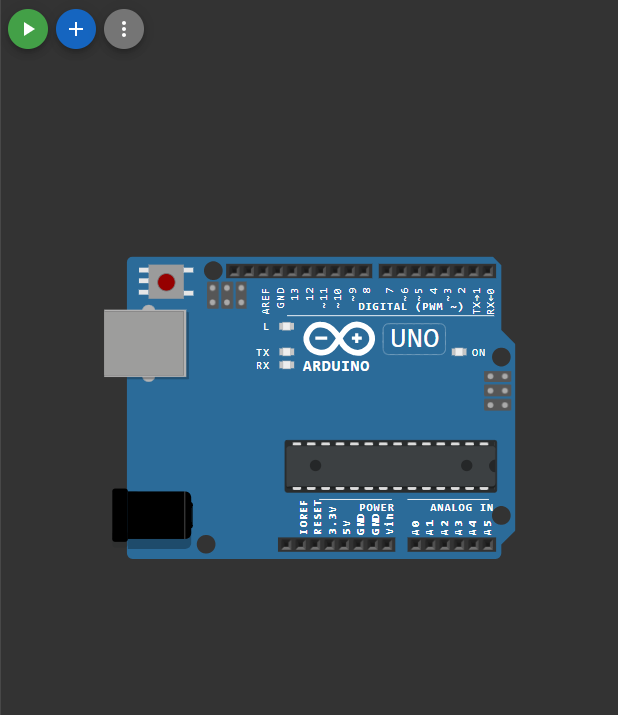 AREF
GND
13
12
~11
~10
~9
8
7
~6
~5
4
~3
2
TX→1
RX←0
DIGITAL (PWM ~)
L
TX
RX
UNO
ON
ARDUINO
POWER
ANALOG IN
IOREF
RESET
3.3V
5V
GND
GND
Vin
A0
A1
A2
A3
A4
A5